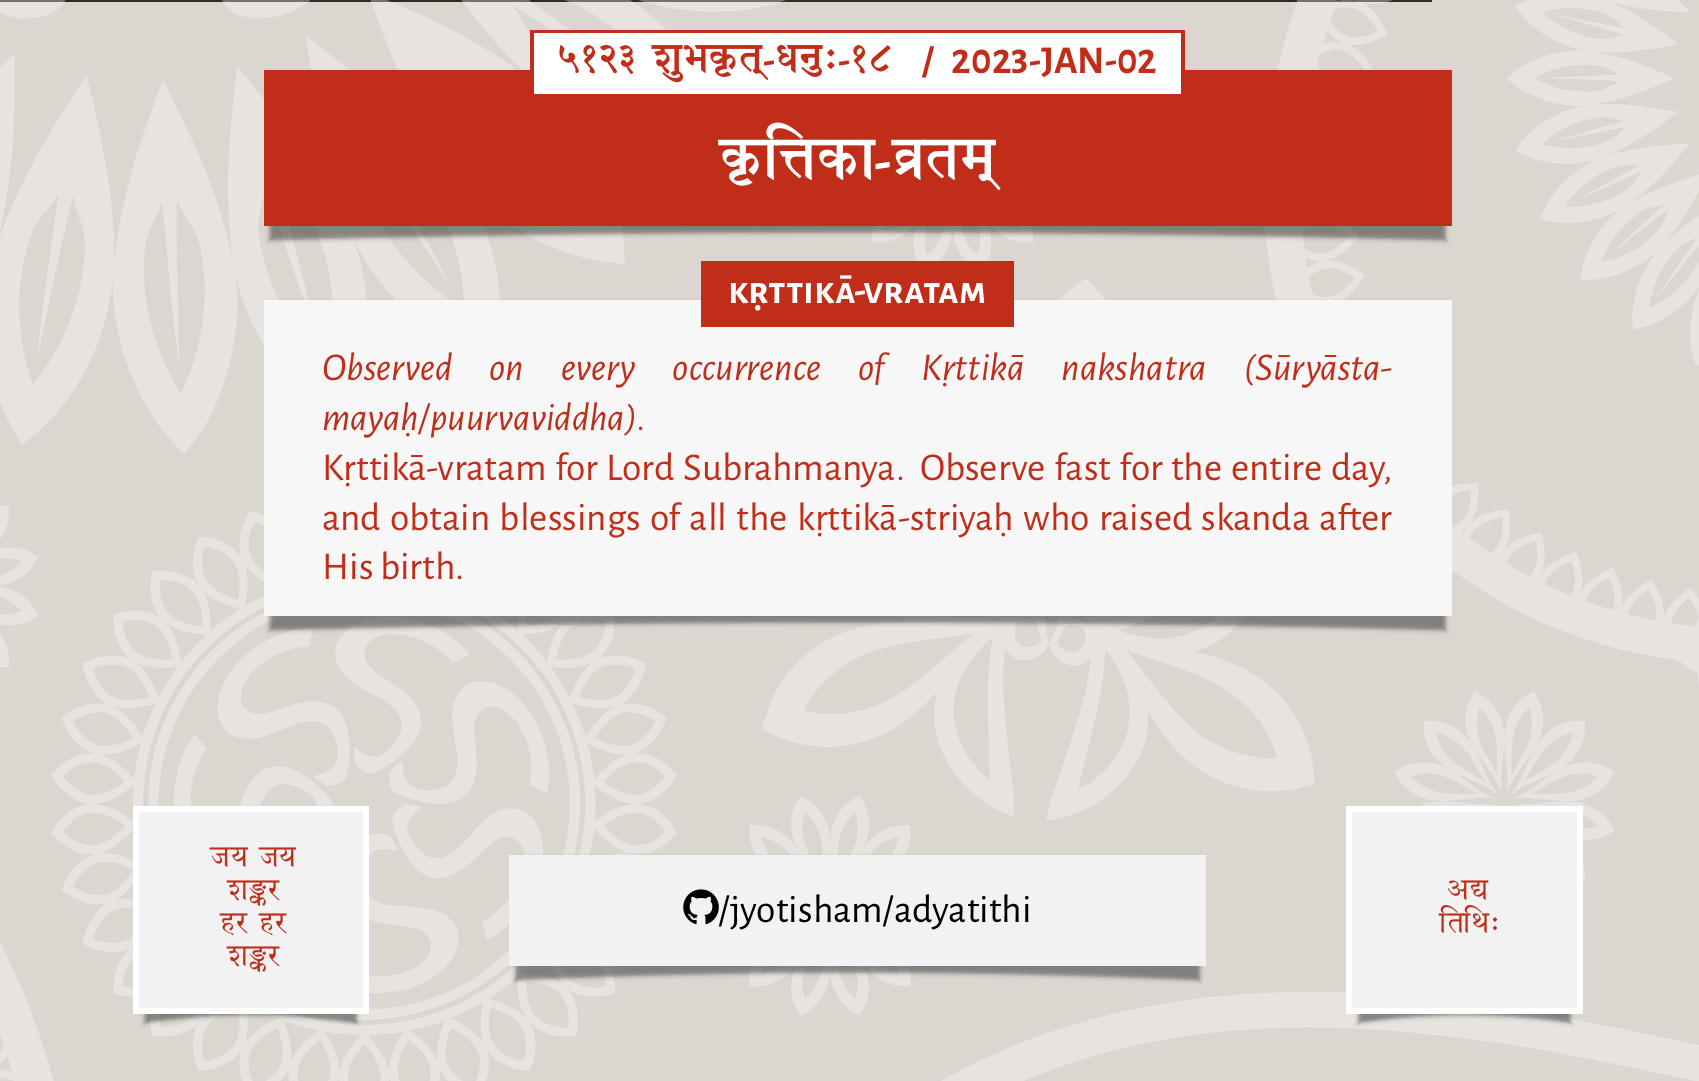 ५१२३ शुभकृत्-धनुः-१८ / 2023-JAN-02
कृत्तिका-व्रतम्
KṚTTIKĀ-VRATAM
Observed on every occurrence of Kṛttikā nakshatra (Sūryāsta-
mayaḥ/puurvaviddha).
Kṛttikā-vratam for Lord Subrahmanya. Observe fast for the entire day,
and obtain blessings of all the kṛttikā-striyaḥ who raised skanda after
His birth.
जय जय
शङ्कर
हर हर
शङ्कर
/jyotisham/adyatithi
अद्य
तिथिः